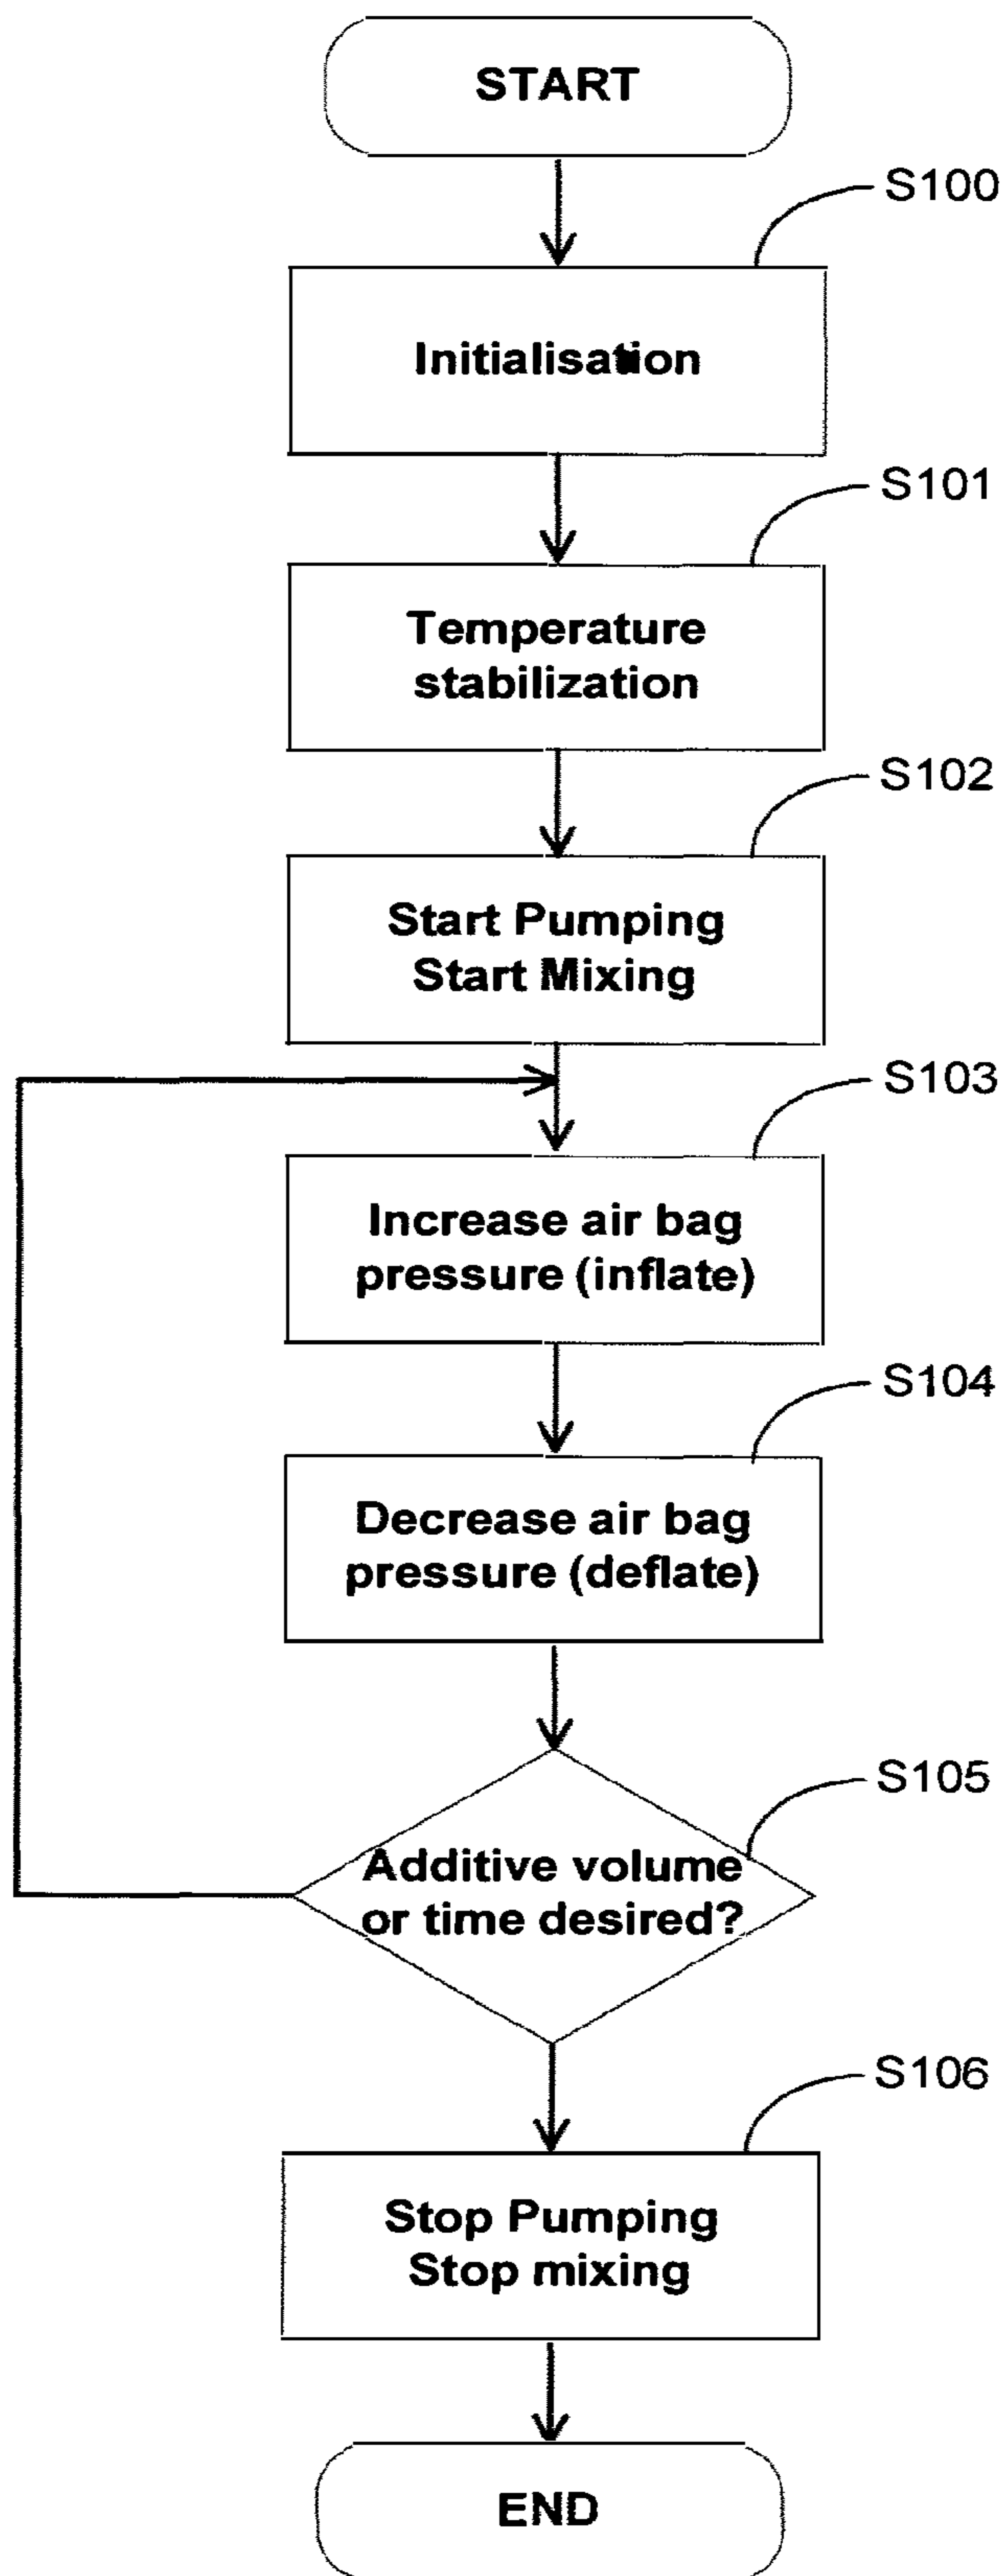 START
S100
Initialisation
S101
Temperature
stabilization
S102
Start Pumping
Start Mixing
S103
Increase air bag
pressure (inflate)
S104
Decrease air bag
pressure (deflate)
S105
Additive volume
or time desired?
S106
Stop Pumping
Stop mixing
END